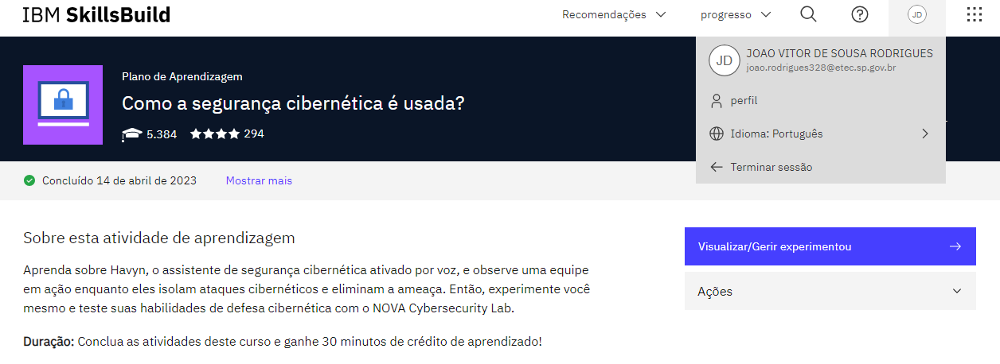 IBM SkillsBuild
Recomendações
progresso
JD
JD
JOAO VITOR DE SOUSA RODRIGUES
joao.rodrigues328@etec.sp.gov.br
perfil
Idioma: Português
Terminar sessão
Plano de Aprendizagem
Como a segurança cibernética é usada?
5.384
294
Concluído 14 de abril de 2023
Mostrar mais
Sobre esta atividade de aprendizagem
Aprenda sobre Havyn, o assistente de segurança cibernética ativado por voz, e observe uma equipe
em ação enquanto eles isolam ataques cibernéticos e eliminam a ameaça. Então, experimente você
mesmo e teste suas habilidades de defesa cibernética com o NOVA Cybersecurity Lab.
Duração: Conclua as atividades deste curso e ganhe 30 minutos de crédito de aprendizado!
Visualizar/Gerir experimentou
Ações